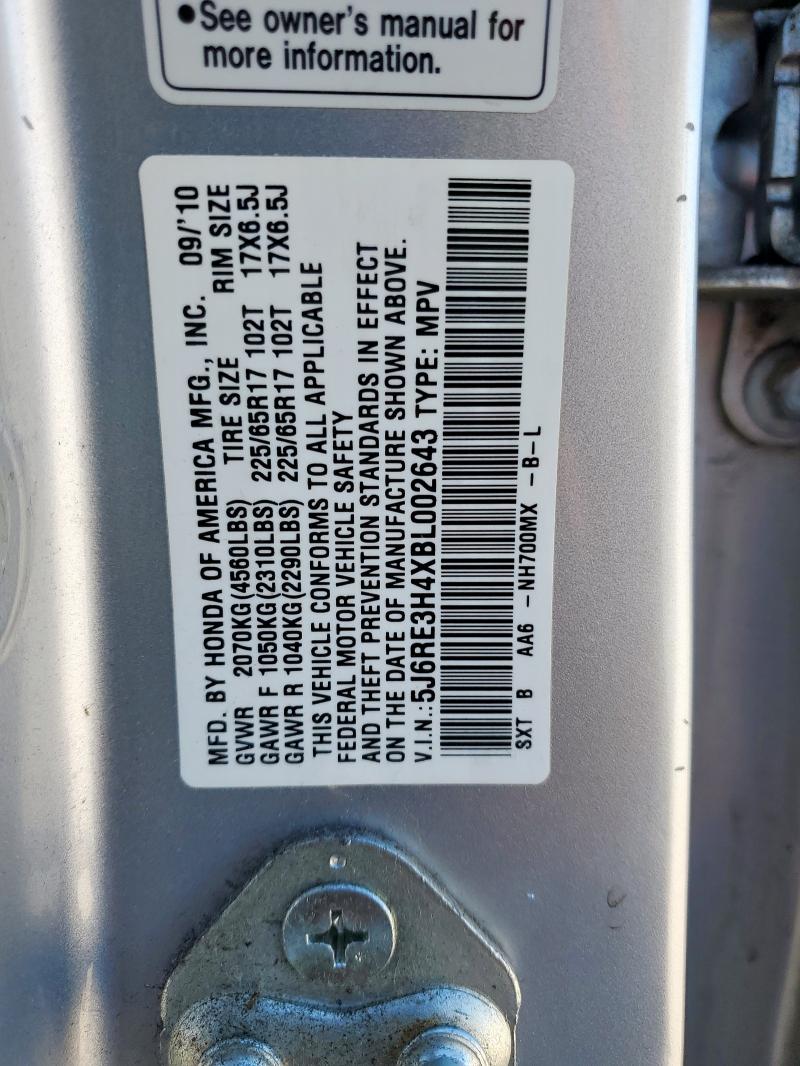 •See owner's manual for
more information.
MFD. BY HONDA OF AMERICA MFG., INC. 09/'10
GVWR 2070KG(4560LBS) TIRE SIZE RIM SIZE
GAWR F 1050KG(2310LBS) 225/65R17 102T 17X6.5J
GAWR R 1040KG(2290LBS) 225/65R17 102T 17X6.5J
THIS VEHICLE CONFORMS TO ALL APPLICABLE
FEDERAL MOTOR VEHICLE SAFETY
AND THEFT PREVENTION STANDARDS IN EFFECT
ON THE DATE OF MANUFACTURE SHOWN ABOVE.
V.I.N.:5J6RE3H4XBL002643 TYPE: MPV
SXT B AA6 -NH700MX -B-L